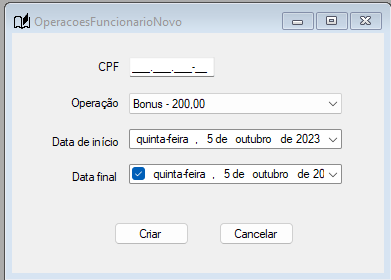 OperacoesFuncionarioNovo
CPF ___.___.___-__
Operação Bonus - 200,00
Data de início quinta-feira , 5 de outubro de 2023
Data final quinta-feira , 5 de outubro de 20
Criar Cancelar